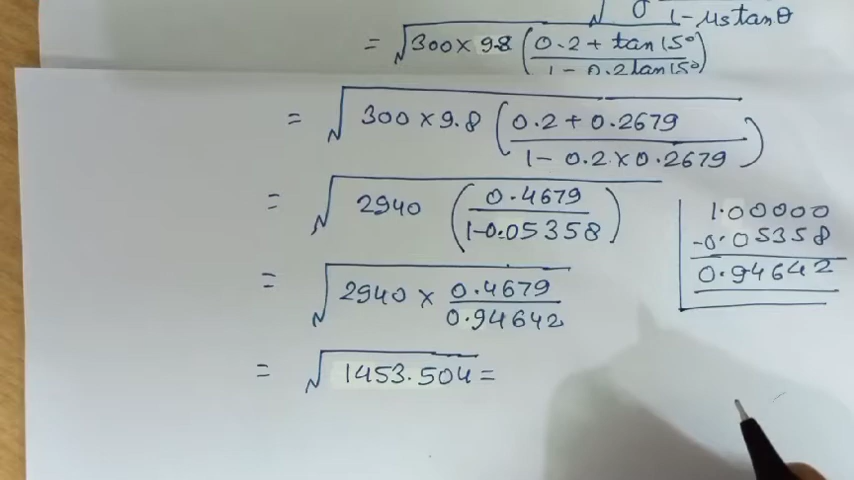 1-μs tanθ
= √300×9.8 (0.2 + tan 15° / 1 - 0.2 tan 15°)
= √300 × 9.8 (0.2 + 0.2679 / 1 - 0.2 × 0.2679)
= √2940 (0.4679 / 1-0.05358)
1.00000
-0.05358
0.94642
= √2940 × 0.4679 / 0.94642
= √1453.504 =